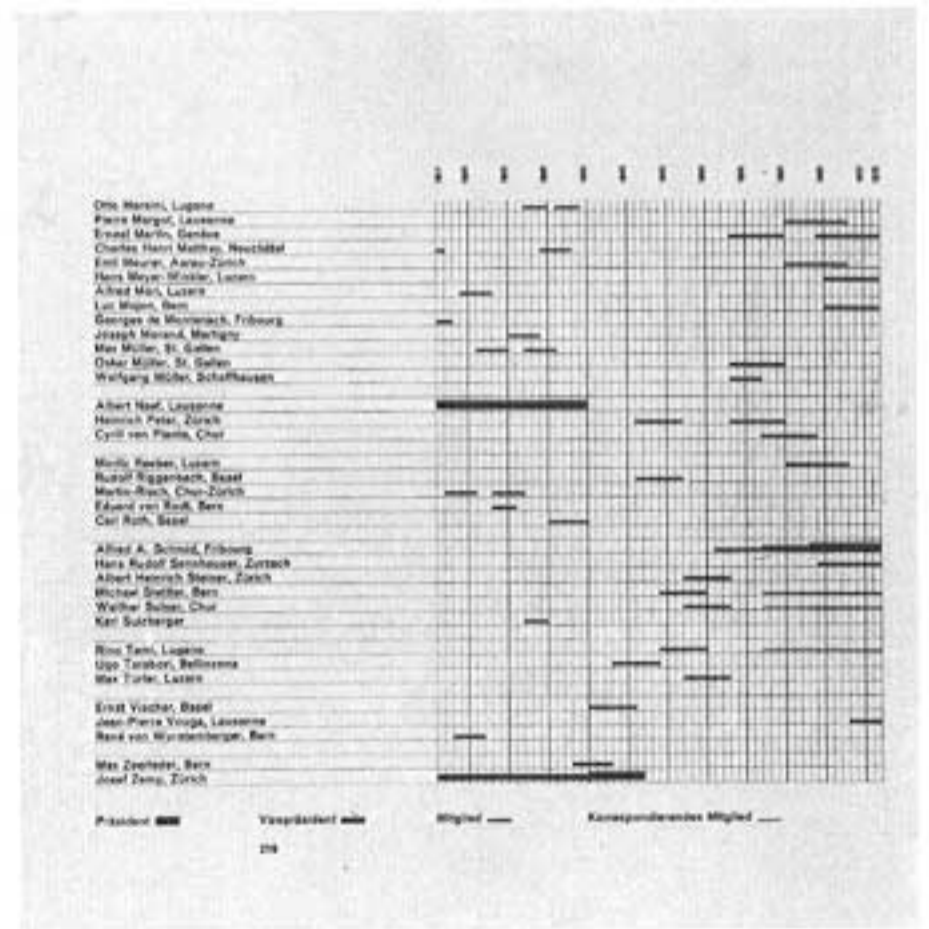 Otto Marsini, Lugano
Pierre Margot, Lausanne
Ernest Martin, Genève
Charles Henri Matthey, Neuchâtel
Emil Maurer, Aarau-Zürich
Hans Meyer-Winkler, Luzern
Alfred Muri, Luzern
Luc Mojon, Bern
Georges de Montenach, Fribourg
Joseph Morand, Martigny
Max Müller, St. Gallen
Oskar Müller, St. Gallen
Wolfgang Müller, Schaffhausen
Albert Naef, Lausanne
Heinrich Peter, Zürich
Cyrill von Planta, Chur
Moritz Raeber, Luzern
Rudolf Riggenbach, Basel
Martin-Risch, Chur-Zürich
Eduard von Rodt, Bern
Carl Roth, Basel
Alfred A. Schmid, Fribourg
Hans Rudolf Sennhauser, Zurzach
Albert Heinrich Steiner, Zürich
Michael Stettler, Bern
Walther Sulser, Chur
Karl Sulzberger
Rino Tami, Lugano
Ugo Tarabori, Bellinzona
Max Türler, Luzern
Ernst Vischer, Basel
Jean-Pierre Vouga, Lausanne
René von Wurstemberger, Bern
Max Zeerleder, Bern
Josef Zemp, Zürich
Präsident Vizepräsident Mitglied Korrespondierendes Mitglied